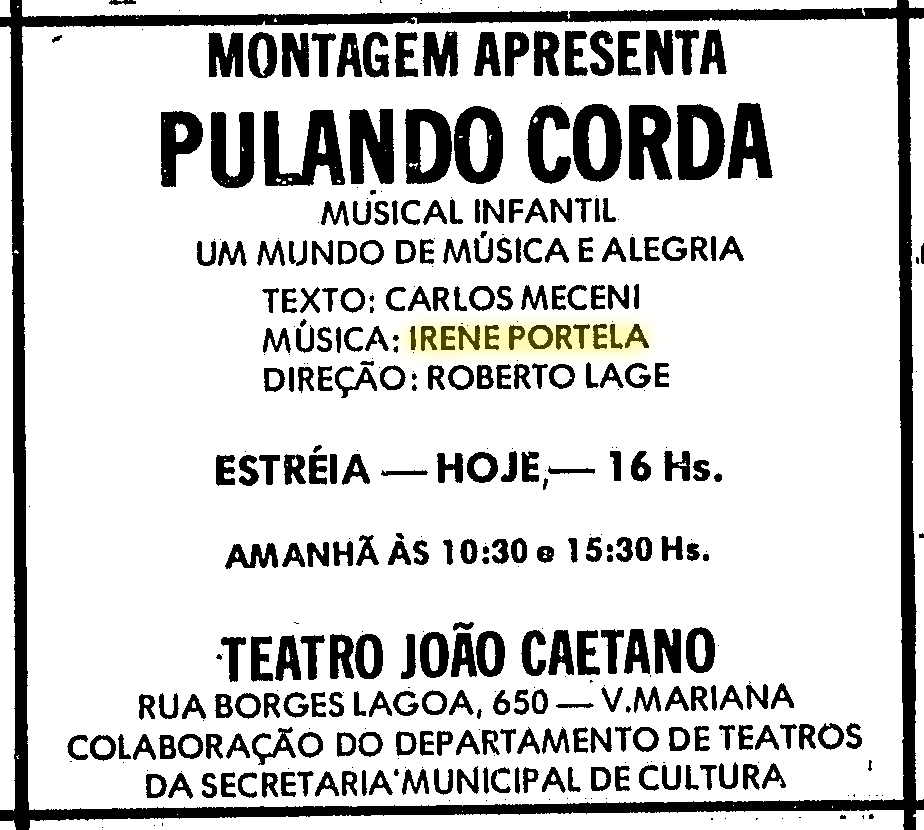 MONTAGEM APRESENTA
PULANDO CORDA
MÚSICAL INFANTIL
UM MUNDO DE MÚSICA E ALEGRIA
TEXTO: CARLOS MECENI
MÚSICA: IRENE PORTELA
DIREÇÃO: ROBERTO LAGE
ESTRÉIA — HOJE,— 16 Hs.
AMANHÃ ÀS 10:30 e 15:30 Hs.
TEATRO JOÃO CAETANO
RUA BORGES LAGOA, 650 — V.MARIANA
COLABORAÇÃO DO DEPARTAMENTO DE TEATROS
DA SECRETARIA MUNICIPAL DE CULTURA